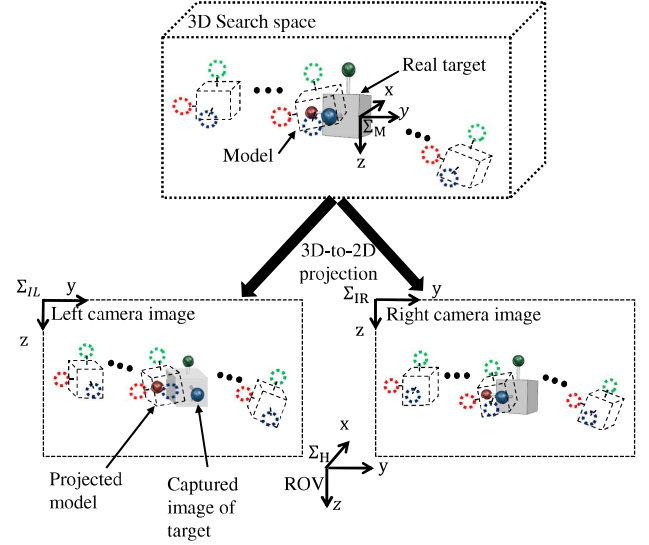 3D Search space
Real target
x
y
Σ_M
z
Model
3D-to-2D
projection
Σ_IL
y
Left camera image
z
Σ_IR
y
Right camera image
z
x
Σ_H
y
ROV
z
Projected
model
Captured
image of
target